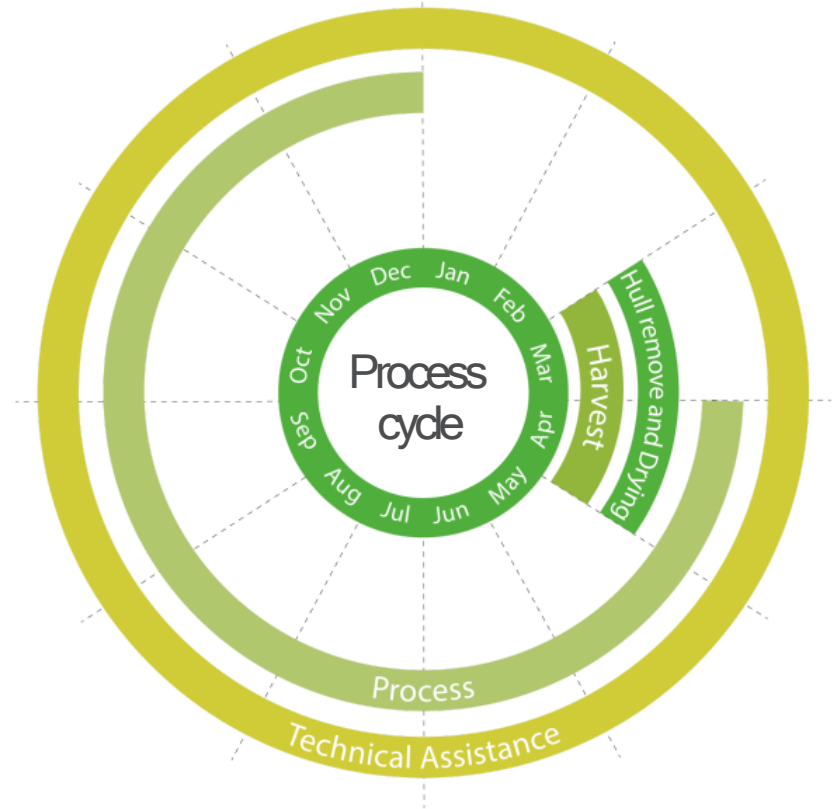 Process
cycle
Jan
Feb
Mar
Apr
May
Jun
Jul
Aug
Sep
Oct
Nov
Dec
Harvest
Hull remove and Drying
Process
Technical Assistance